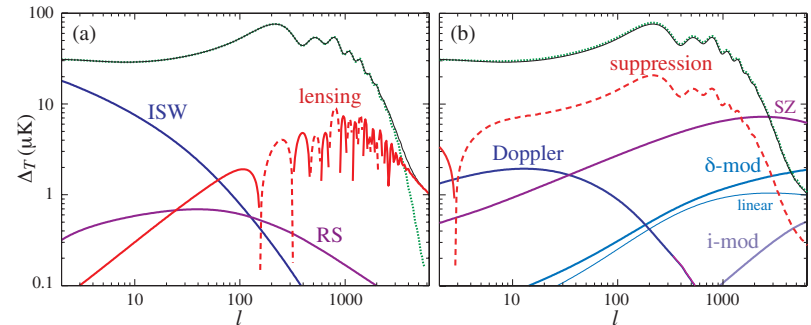 (a)
(b)
100
10
1
0.1
Δ_T (μK)
ISW
lensing
RS
10
100
1000
l
suppression
SZ
Doppler
δ-mod
linear
i-mod
10
100
1000
l